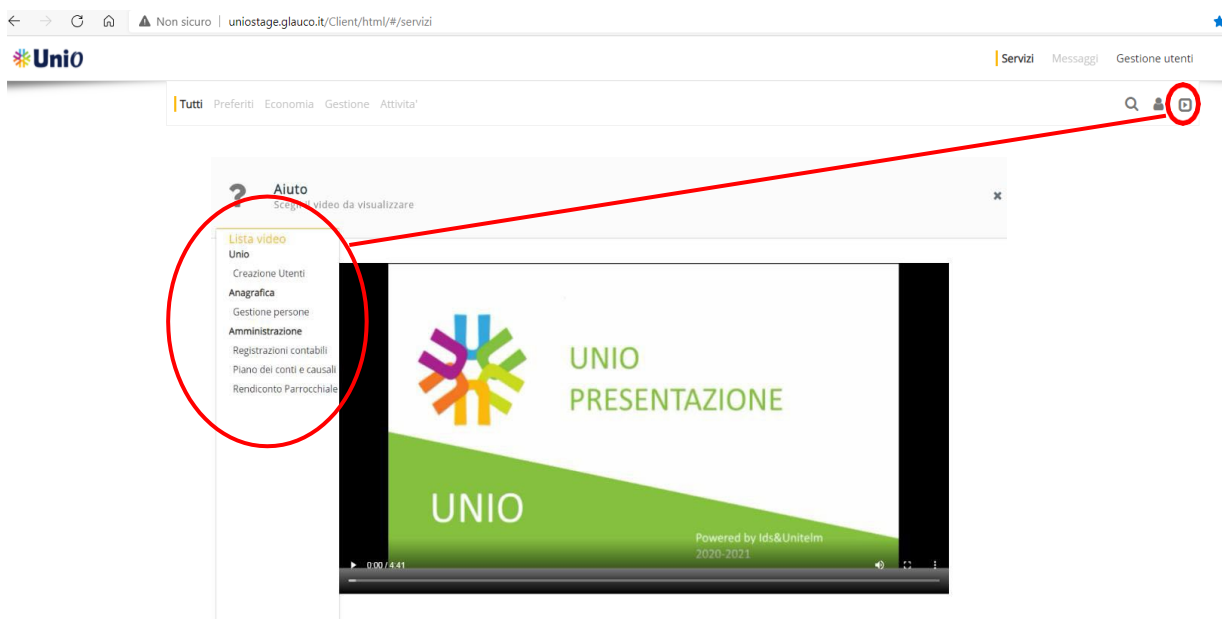 Non sicuro | uniostage.glauco.it/Client/html/#/servizi
Unio
Servizi Messaggi Gestione utenti
Tutti Preferiti Economia Gestione Attivita'
? Aiuto
Scegli il video da visualizzare
Lista video
Unio
Creazione Utenti
Anagrafica
Gestione persone
Amministrazione
Registrazioni contabili
Piano dei conti e causali
Rendiconto Parrocchiale
UNIO
PRESENTAZIONE
UNIO
Powered by Ids&Unitelm
2020-2021
0:00 / 4:41